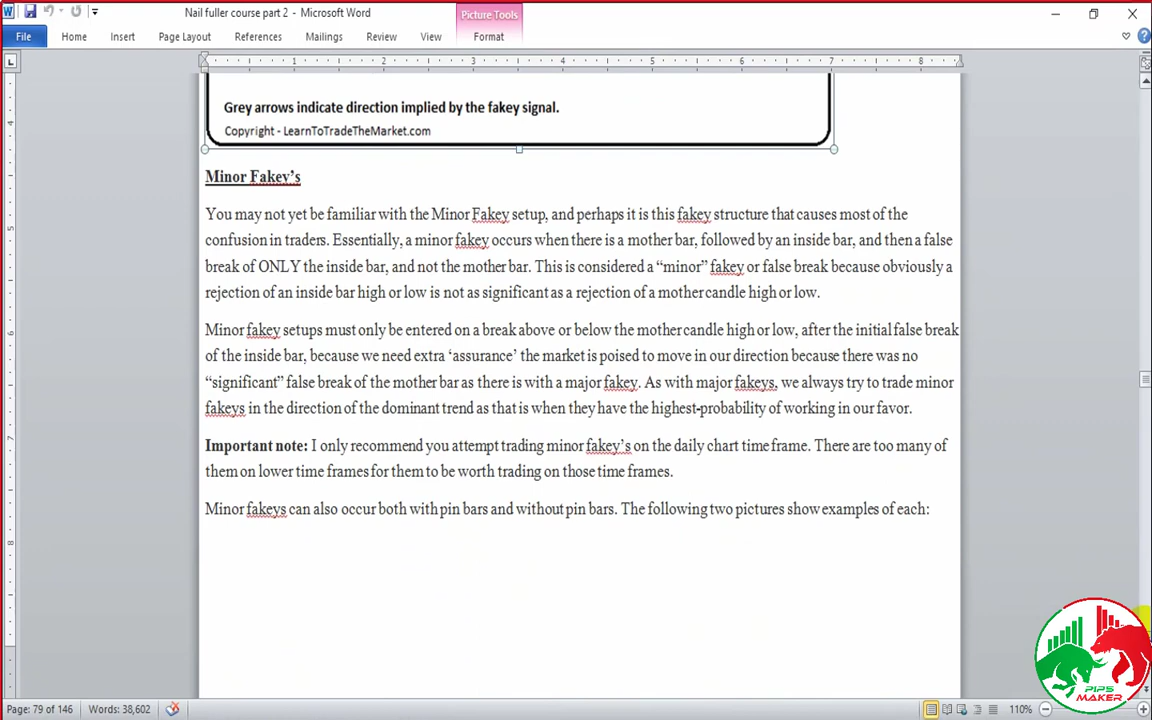 Nail fuller course part 2 - Microsoft Word
Picture Tools
File Home Insert Page Layout References Mailings Review View Format
1 2 3 4 5 6 7 8
Grey arrows indicate direction implied by the fakey signal.
Copyright - LearnToTradeTheMarket.com
Minor Fakey’s
You may not yet be familiar with the Minor Fakey setup, and perhaps it is this fakey structure that causes most of the
confusion in traders. Essentially, a minor fakey occurs when there is a mother bar, followed by an inside bar, and then a false
break of ONLY the inside bar, and not the mother bar. This is considered a “minor” fakey or false break because obviously a
rejection of an inside bar high or low is not as significant as a rejection of a mother candle high or low.
Minor fakey setups must only be entered on a break above or below the mother candle high or low, after the initial false break
of the inside bar, because we need extra ‘assurance’ the market is poised to move in our direction because there was no
“significant” false break of the mother bar as there is with a major fakey. As with major fakeys, we always try to trade minor
fakeys in the direction of the dominant trend as that is when they have the highest-probability of working in our favor.
Important note: I only recommend you attempt trading minor fakey’s on the daily chart time frame. There are too many of
them on lower time frames for them to be worth trading on those time frames.
Minor fakeys can also occur both with pin bars and without pin bars. The following two pictures show examples of each:
4
5
6
7
8
PIPS
MAKER
Page: 79 of 146 Words: 38,602 110%